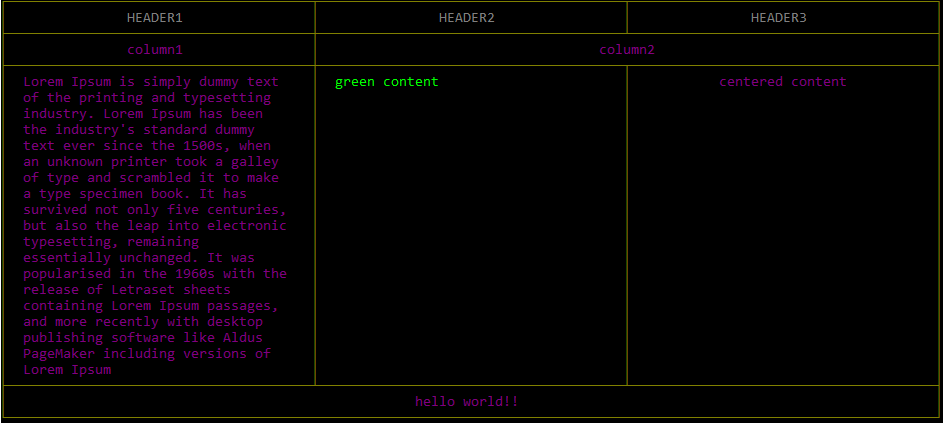 HEADER1 HEADER2 HEADER3
column1 column2
Lorem Ipsum is simply dummy text green content centered content
of the printing and typesetting
industry. Lorem Ipsum has been
the industry's standard dummy
text ever since the 1500s, when
an unknown printer took a galley
of type and scrambled it to make
a type specimen book. It has
survived not only five centuries,
but also the leap into electronic
typesetting, remaining
essentially unchanged. It was
popularised in the 1960s with the
release of Letraset sheets
containing Lorem Ipsum passages,
and more recently with desktop
publishing software like Aldus
PageMaker including versions of
Lorem Ipsum
hello world!!